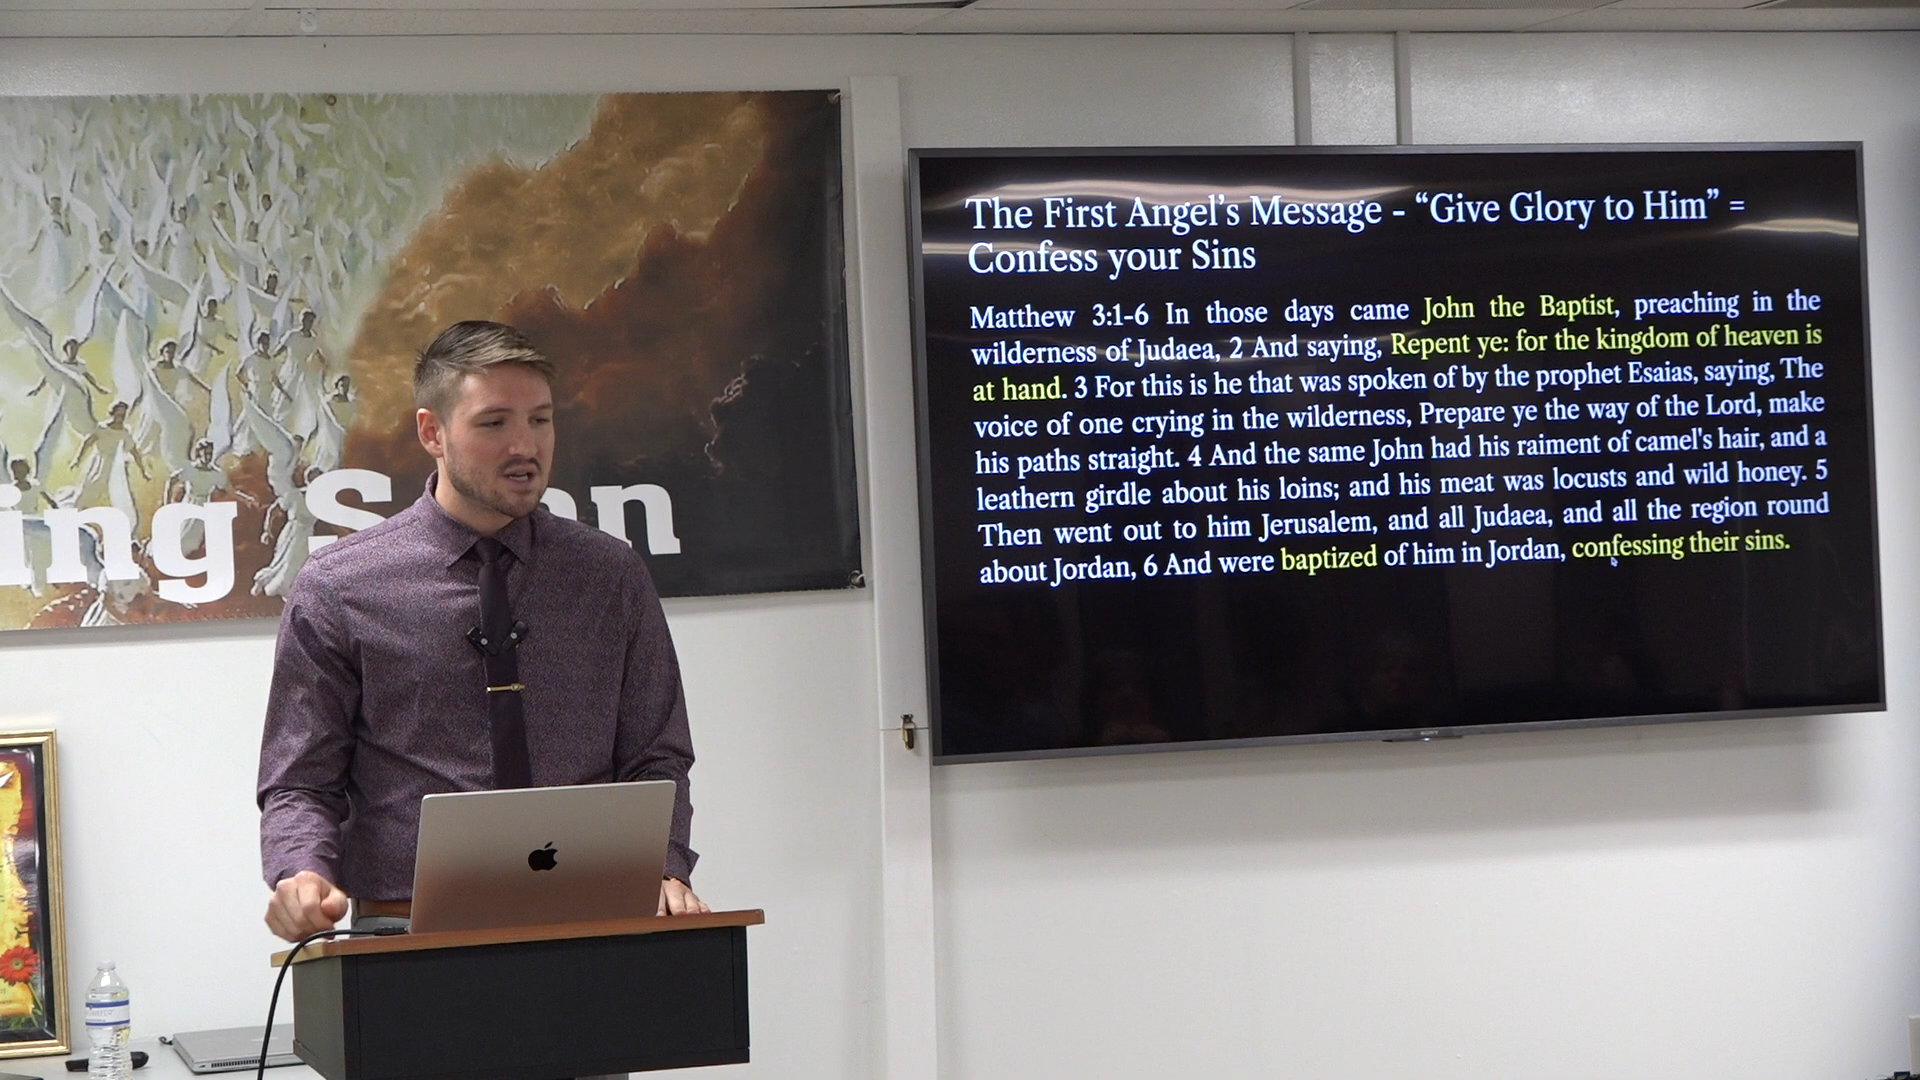 ing S on
The First Angel’s Message - “Give Glory to Him” =
Confess your Sins
Matthew 3:1-6 In those days came John the Baptist, preaching in the
wilderness of Judaea, 2 And saying, Repent ye: for the kingdom of heaven is
at hand. 3 For this is he that was spoken of by the prophet Esaias, saying, The
voice of one crying in the wilderness, Prepare ye the way of the Lord, make
his paths straight. 4 And the same John had his raiment of camel's hair, and a
leathern girdle about his loins; and his meat was locusts and wild honey. 5
Then went out to him Jerusalem, and all Judaea, and all the region round
about Jordan, 6 And were baptized of him in Jordan, confessing their sins.
SONY